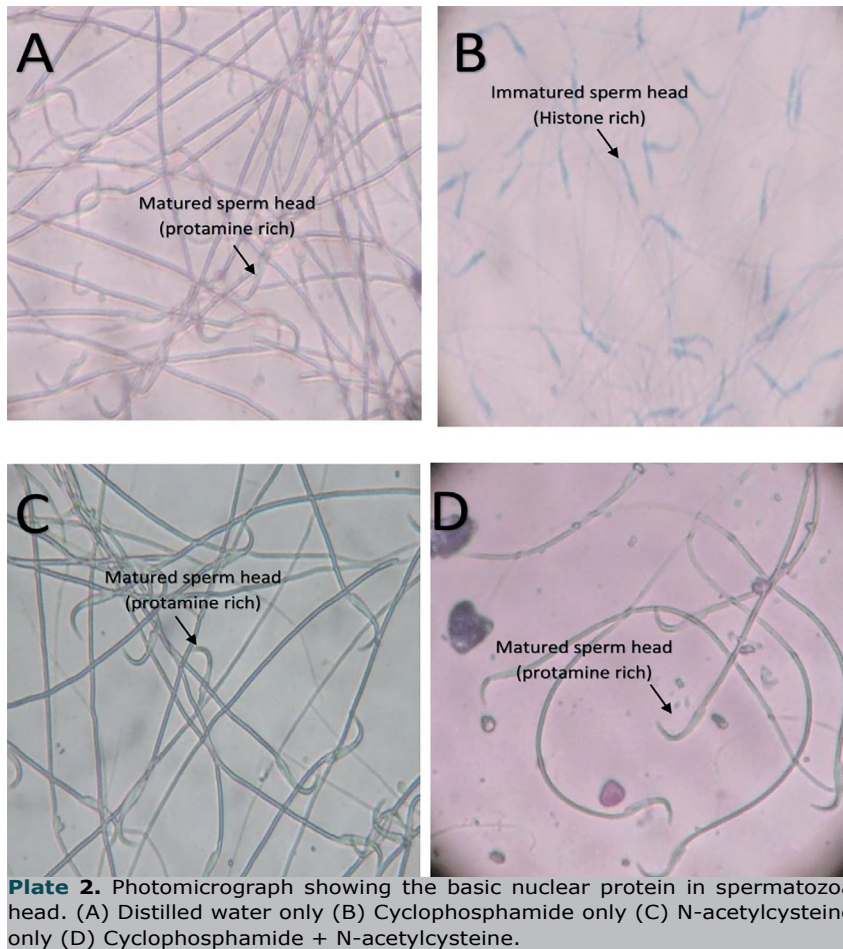 A
Matured sperm head
(protamine rich)
B
Immatured sperm head
(Histone rich)
C
Matured sperm head
(protamine rich)
D
Matured sperm head
(protamine rich)
Plate 2. Photomicrograph showing the basic nuclear protein in spermatozoa
head. (A) Distilled water only (B) Cyclophosphamide only (C) N-acetylcysteine
only (D) Cyclophosphamide + N-acetylcysteine.